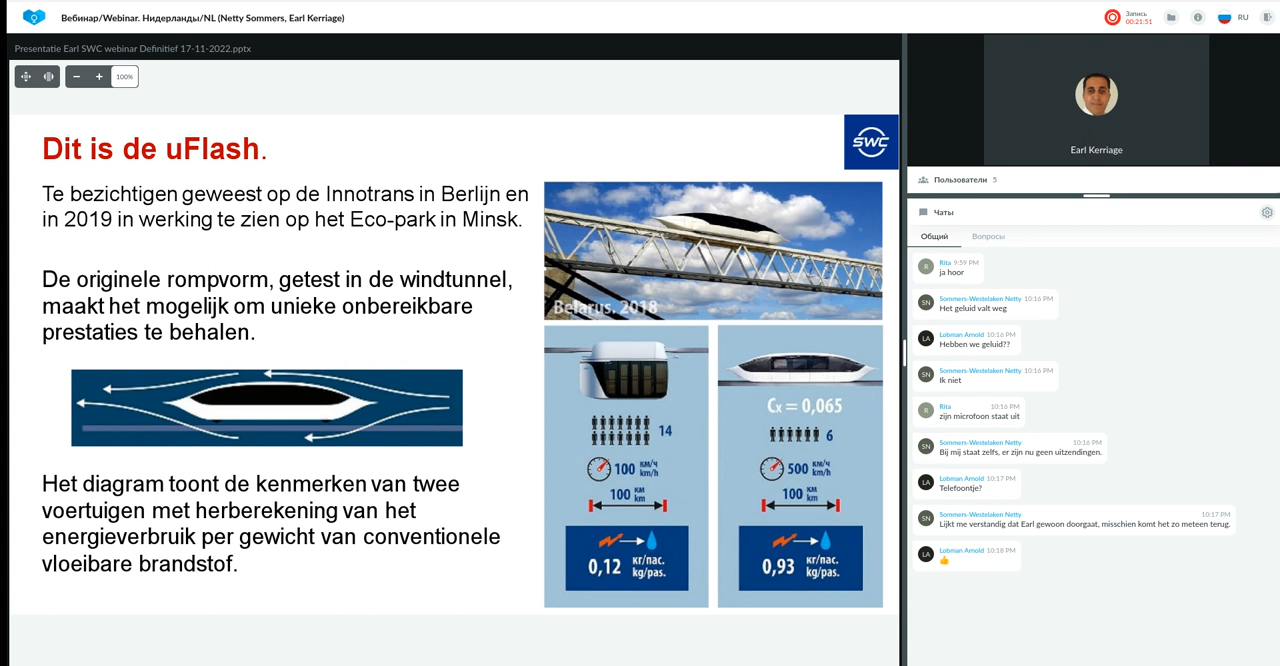 Вебинар/Webinar. Нидерланды/NL (Netty Sommers, Earl Kerriage)
Запись
00:21:51
RU
Presentatie Earl SWC webinar Definitief 17-11-2022.pptx
100%
Dit is de uFlash.
SWC
Te bezichtigen geweest op de Innotrans in Berlijn en
in 2019 in werking te zien op het Eco-park in Minsk.
De originele rompvorm, getest in de windtunnel,
maakt het mogelijk om unieke onbereikbare
prestaties te behalen.
Het diagram toont de kenmerken van twee
voertuigen met herberekening van het
energieverbruik per gewicht van conventionele
vloeibare brandstof.
Belarus. 2018
14
100 км/ч
km/h
100 км
km
0,12 кг/пас.
kg/pas.
Cx = 0,065
6
500 км/ч
km/h
100 км
km
0,93 кг/пас.
kg/pas.
Earl Kerriage
Пользователи 5
Чаты
Общий Вопросы
R
Rita 9:59 PM
ja hoor
SN
Sommers-Westelaken Netty 10:16 PM
Het geluid valt weg
LA
Lobman Arnold 10:16 PM
Hebben we geluid??
SN
Sommers-Westelaken Netty 10:16 PM
Ik niet
R
Rita 10:16 PM
zijn microfoon staat uit
SN
Sommers-Westelaken Netty 10:16 PM
Bij mij staat zelfs, er zijn nu geen uitzendingen.
LA
Lobman Arnold 10:17 PM
Telefoontje?
SN
Sommers-Westelaken Netty 10:17 PM
Lijkt me verstandig dat Earl gewoon doorgaat, misschien komt het zo meteen terug.
LA
Lobman Arnold 10:18 PM
👍